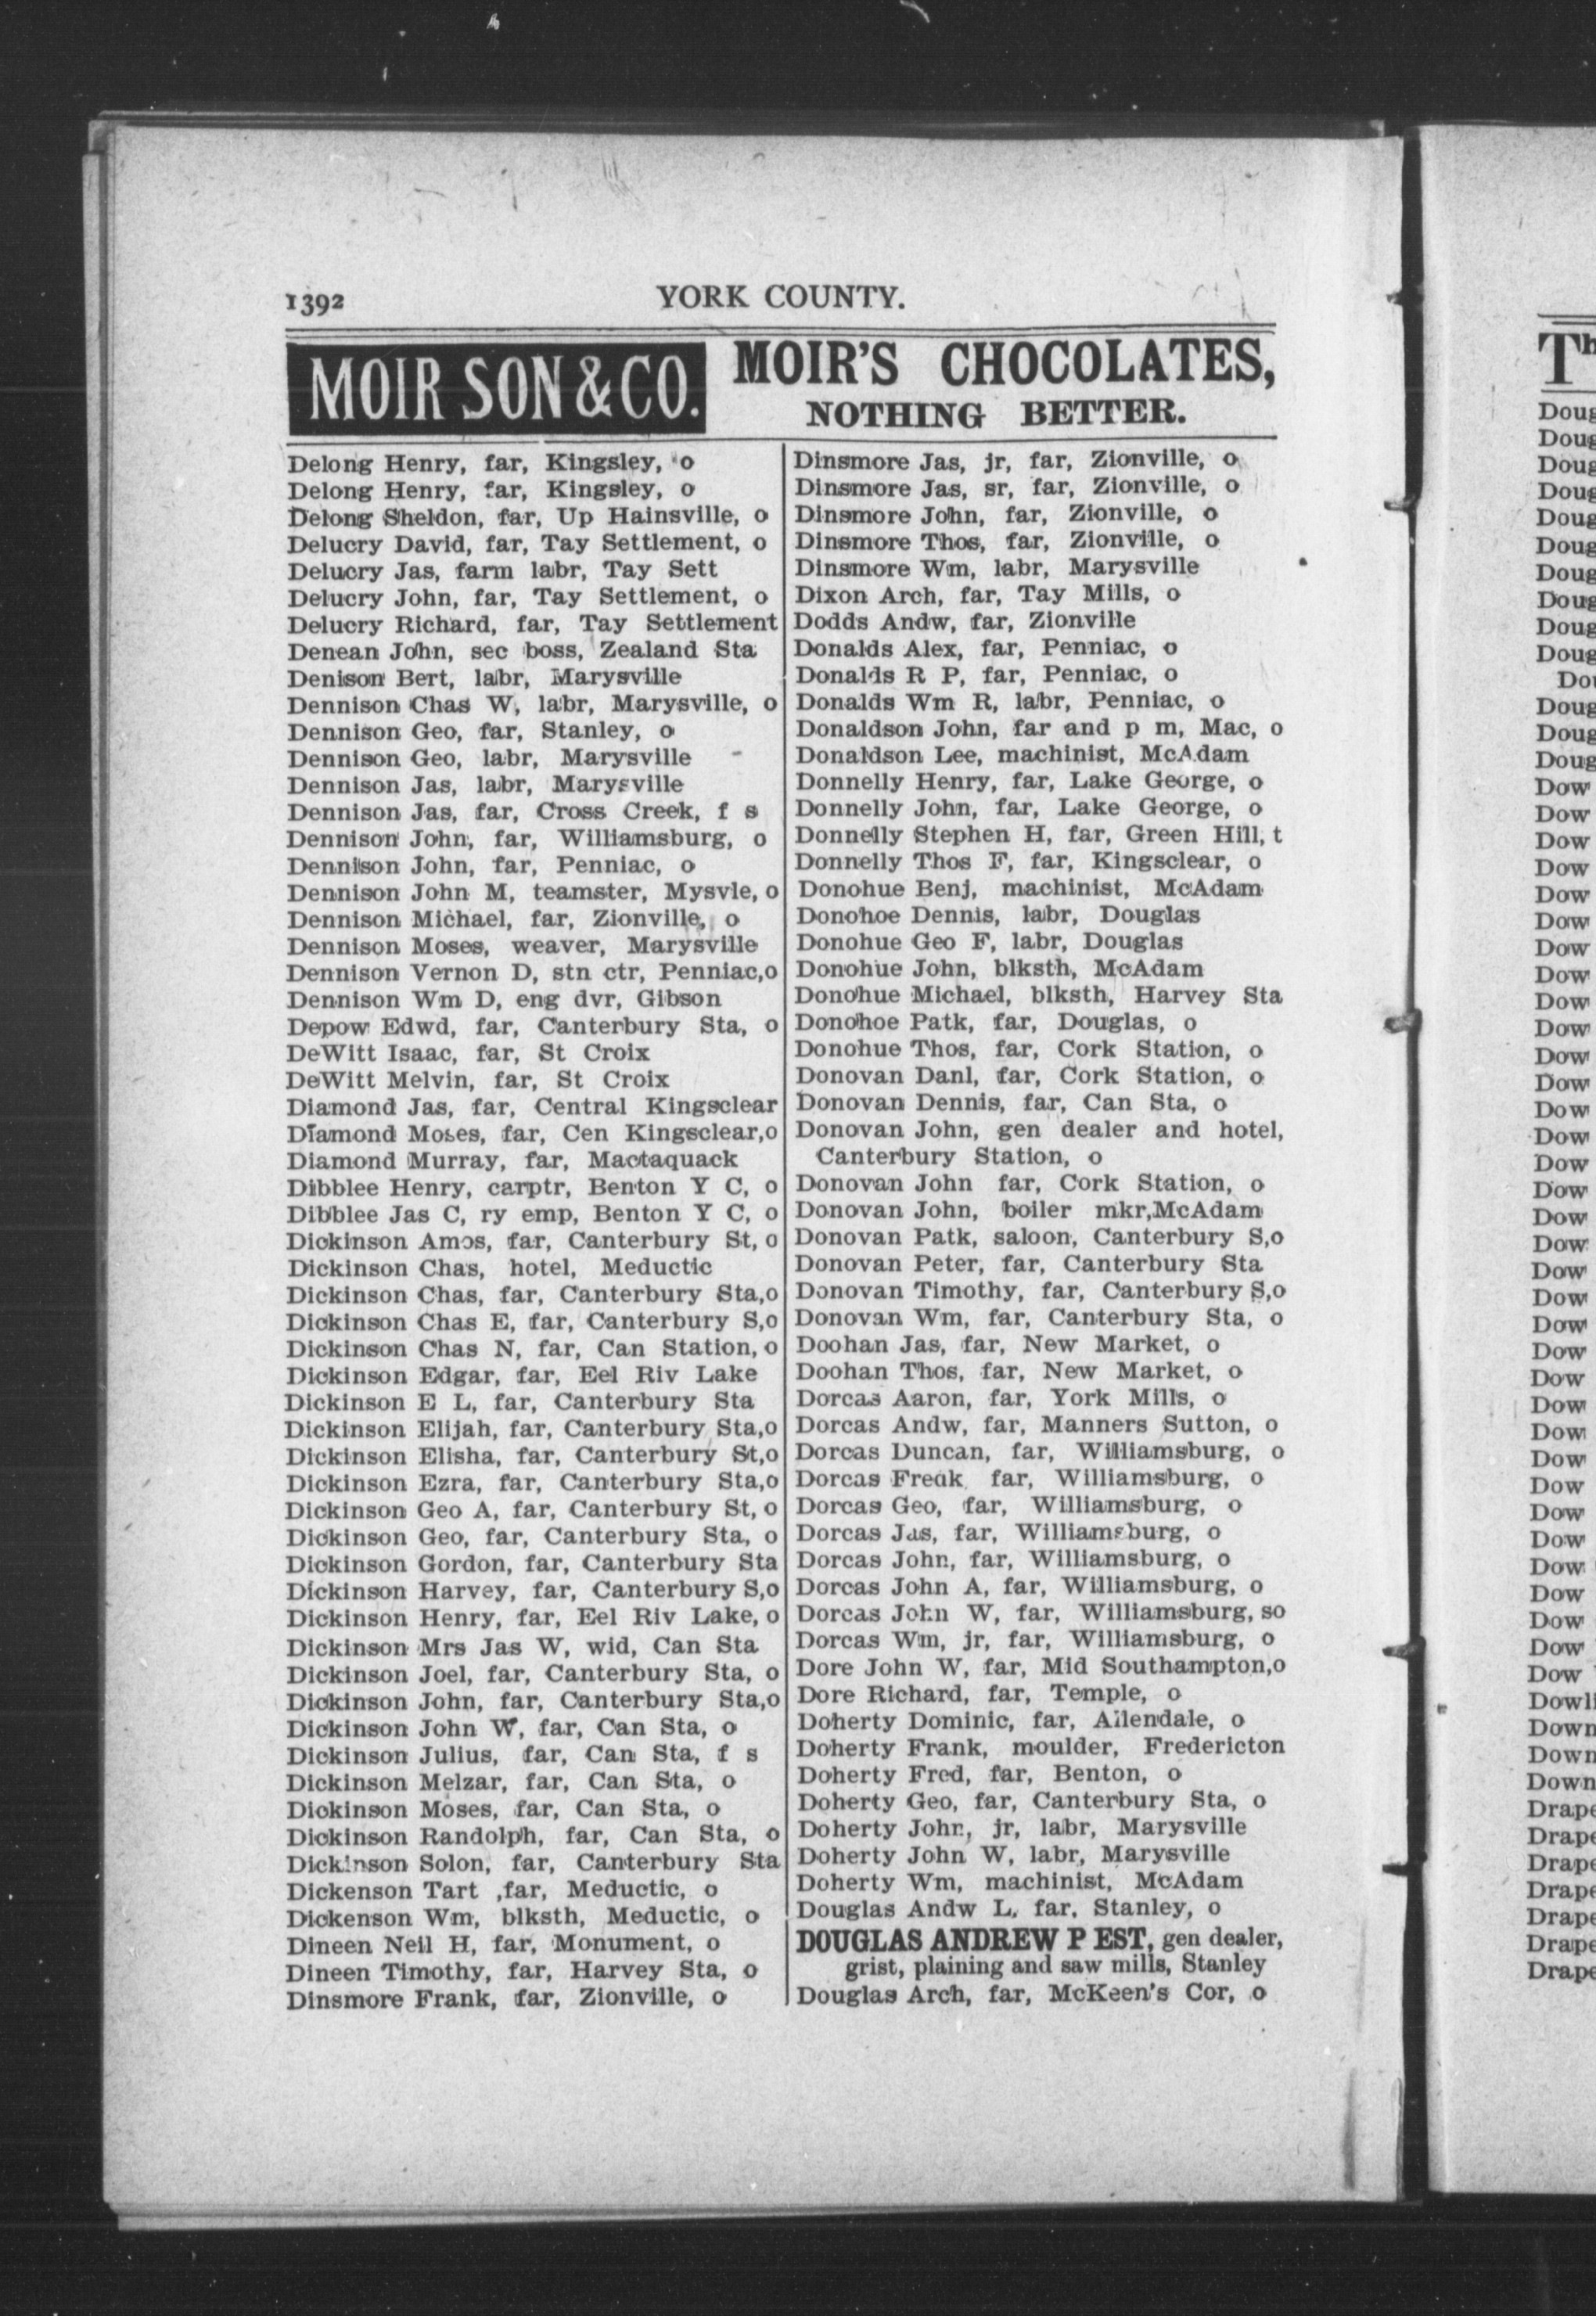 1392
YORK COUNTY.
MOIR SON & CO.
MOIR'S CHOCOLATES,
NOTHING BETTER.
Delong Henry, far, Kingsley, o
Delong Henry, far, Kingsley, o
Delong Sheldon, far, Up Hainsville, o
Delucry David, far, Tay Settlement, o
Delucry Jas, farm labr, Tay Sett
Delucry John, far, Tay Settlement, o
Delucry Richard, far, Tay Settlement
Denean John, sec boss, Zealand Sta
Denison Bert, labr, Marysville
Dennison Chas W, labr, Marysville, o
Dennison Geo, far, Stanley, o
Dennison Geo, labr, Marysville
Dennison Jas, labr, Marysville
Dennison Jas, far, Cross Creek, f s
Dennison John, far, Williamsburg, o
Dennison John, far, Penniac, o
Dennison John M, teamster, Mysvle, o
Dennison Michael, far, Zionville, o
Dennison Moses, weaver, Marysville
Dennison Vernon D, stn ctr, Penniac,o
Dennison Wm D, eng dvr, Gibson
Depow Edwd, far, Canterbury Sta, o
DeWitt Isaac, far, St Croix
DeWitt Melvin, far, St Croix
Diamond Jas, far, Central Kingsclear
Diamond Moses, far, Cen Kingsclear,o
Diamond Murray, far, Mactaquack
Dibblee Henry, carptr, Benton Y C, o
Dibblee Jas C, ry emp, Benton Y C, o
Dickinson Amos, far, Canterbury St, o
Dickinson Chas, hotel, Meductic
Dickinson Chas, far, Canterbury Sta,o
Dickinson Chas E, far, Canterbury S,o
Dickinson Chas N, far, Can Station, o
Dickinson Edgar, far, Eel Riv Lake
Dickinson E L, far, Canterbury Sta
Dickinson Elijah, far, Canterbury Sta,o
Dickinson Elisha, far, Canterbury St,o
Dickinson Ezra, far, Canterbury Sta,o
Dickinson Geo A, far, Canterbury St, o
Dickinson Geo, far, Canterbury Sta, o
Dickinson Gordon, far, Canterbury Sta
Dickinson Harvey, far, Canterbury S,o
Dickinson Henry, far, Eel Riv Lake, o
Dickinson Mrs Jas W, wid, Can Sta
Dickinson Joel, far, Canterbury Sta, o
Dickinson John, far, Canterbury Sta,o
Dickinson John W, far, Can Sta, o
Dickinson Julius, far, Can Sta, f s
Dickinson Melzar, far, Can Sta, o
Dickinson Moses, far, Can Sta, o
Dickinson Randolph, far, Can Sta, o
Dickinson Solon, far, Canterbury Sta
Dickenson Tart ,far, Meductic, o
Dickenson Wm, blksth, Meductic, o
Dineen Neil H, far, Monument, o
Dineen Timothy, far, Harvey Sta, o
Dinsmore Frank, far, Zionville, o
Dinsmore Jas, jr, far, Zionville, o
Dinsmore Jas, sr, far, Zionville, o
Dinsmore John, far, Zionville, o
Dinsmore Thos, far, Zionville, o
Dinsmore Wm, labr, Marysville
Dixon Arch, far, Tay Mills, o
Dodds Andw, far, Zionville
Donalds Alex, far, Penniac, o
Donalds R P, far, Penniac, o
Donalds Wm R, labr, Penniac, o
Donaldson John, far and p m, Mac, o
Donaldson Lee, machinist, McAdam
Donnelly Henry, far, Lake George, o
Donnelly John, far, Lake George, o
Donnelly Stephen H, far, Green Hill, t
Donnelly Thos F, far, Kingsclear, o
Donohue Benj, machinist, McAdam
Donohoe Dennis, labr, Douglas
Donohue Geo F, labr, Douglas
Donohue John, blksth, McAdam
Donohue Michael, blksth, Harvey Sta
Donohoe Patk, far, Douglas, o
Donohue Thos, far, Cork Station, o
Donovan Danl, far, Cork Station, o
Donovan Dennis, far, Can Sta, o
Donovan John, gen dealer and hotel,
Canterbury Station, o
Donovan John far, Cork Station, o
Donovan John, boiler mkr,McAdam
Donovan Patk, saloon, Canterbury S,o
Donovan Peter, far, Canterbury Sta
Donovan Timothy, far, Canterbury S,o
Donovan Wm, far, Canterbury Sta, o
Doohan Jas, far, New Market, o
Doohan Thos, far, New Market, o
Dorcas Aaron, far, York Mills, o
Dorcas Andw, far, Manners Sutton, o
Dorcas Duncan, far, Williamsburg, o
Dorcas Fredk far, Williamsburg, o
Dorcas Geo, far, Williamsburg, o
Dorcas Jas, far, Williamsburg, o
Dorcas John, far, Williamsburg, o
Dorcas John A, far, Williamsburg, o
Dorcas John W, far, Williamsburg, so
Dorcas Wm, jr, far, Williamsburg, o
Dore John W, far, Mid Southampton,o
Dore Richard, far, Temple, o
Doherty Dominic, far, Allendale, o
Doherty Frank, moulder, Fredericton
Doherty Fred, far, Benton, o
Doherty Geo, far, Canterbury Sta, o
Doherty John, jr, labr, Marysville
Doherty John W, labr, Marysville
Doherty Wm, machinist, McAdam
Douglas Andw L, far, Stanley, o
DOUGLAS ANDREW P EST, gen dealer,
grist, plaining and saw mills, Stanley
Douglas Arch, far, McKeen's Cor, o